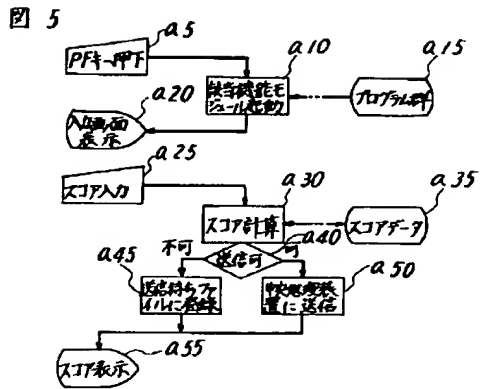 図 5
a5
PFキー押下
a10
該当機能モ
ジュール起動
a15
プログラム群
a20
入力画面
表示
a25
スコア入力
a30
スコア計算
a35
スコアデータ
a40
送信可
不可
可
a45
送信待ちファ
イルに登録
a50
中央処理装
置に送信
a55
スコア表示